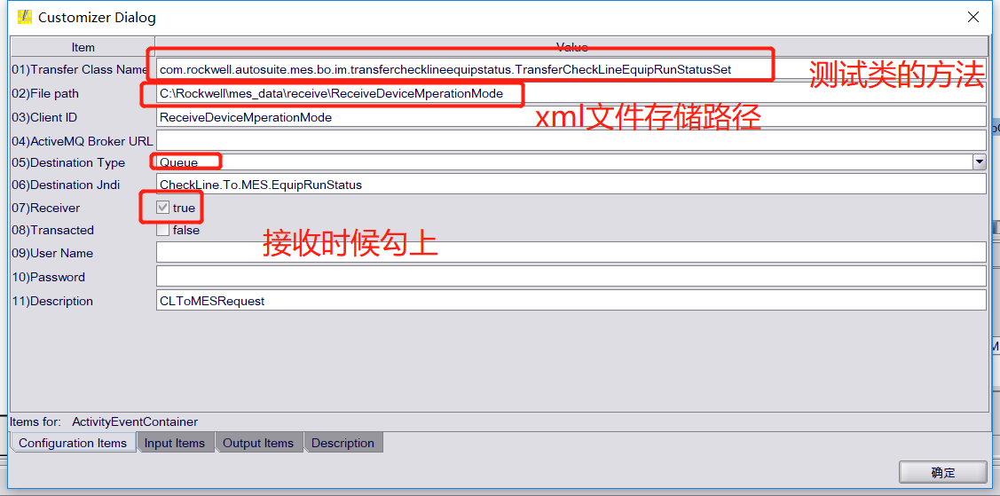 Customizer Dialog
Item Value
01)Transfer Class Name com.rockwell.autosuite.mes.bo.im.transferchecklineequipstatus.TransferCheckLineEquipRunStatusSet 测试类的方法
02)File path C:\Rockwell\mes_data\receive\ReceiveDeviceMperationMode
xml文件存储路径
03)Client ID ReceiveDeviceMperationMode
04)ActiveMQ Broker URL
05)Destination Type Queue
06)Destination Jndi CheckLine.To.MES.EquipRunStatus
07)Receiver true
08)Transacted false
接收时候勾上
09)User Name
10)Password
11)Description CLToMESRequest
Items for: ActivityEventContainer
Configuration Items Input Items Output Items Description
确定